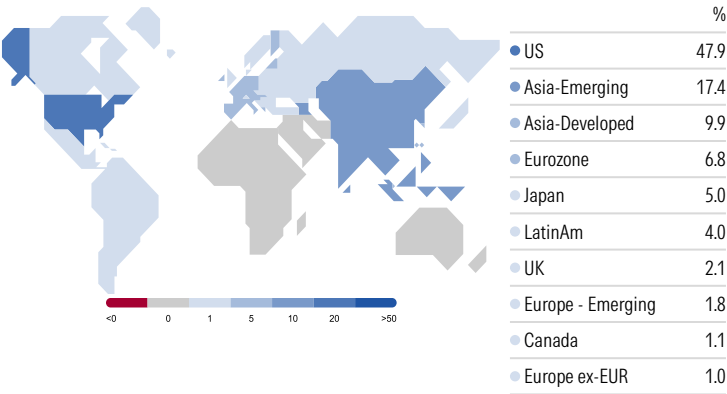 %
US 47.9
Asia-Emerging 17.4
Asia-Developed 9.9
Eurozone 6.8
Japan 5.0
LatinAm 4.0
UK 2.1
Europe - Emerging 1.8
Canada 1.1
Europe ex-EUR 1.0
<0 0 1 5 10 20 >50